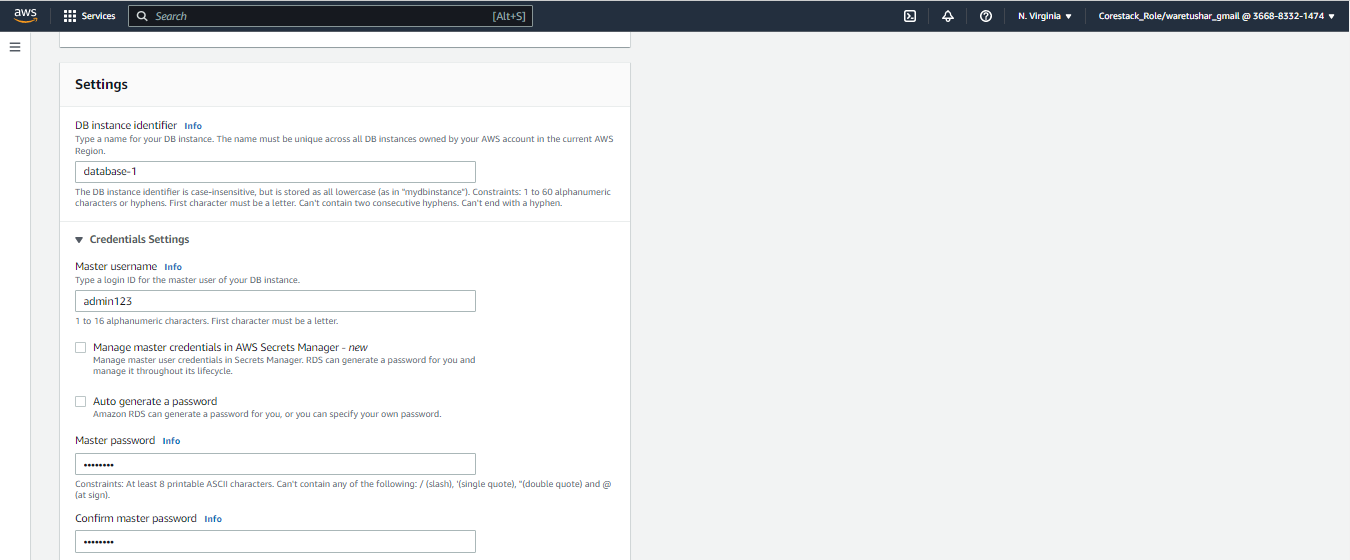 aws
Services
Search
[Alt+S]
N. Virginia
Corestack_Role/waretushar_gmail @ 3668-8332-1474
Settings
DB instance identifier Info
Type a name for your DB instance. The name must be unique across all DB instances owned by your AWS account in the current AWS
Region.
database-1
The DB instance identifier is case-insensitive, but is stored as all lowercase (as in "mydbinstance"). Constraints: 1 to 60 alphanumeric
characters or hyphens. First character must be a letter. Can't contain two consecutive hyphens. Can't end with a hyphen.
Credentials Settings
Master username Info
Type a login ID for the master user of your DB instance.
admin123
1 to 16 alphanumeric characters. First character must be a letter.
Manage master credentials in AWS Secrets Manager - new
Manage master user credentials in Secrets Manager. RDS can generate a password for you and
manage it throughout its lifecycle.
Auto generate a password
Amazon RDS can generate a password for you, or you can specify your own password.
Master password Info
••••••••
Constraints: At least 8 printable ASCII characters. Can't contain any of the following: / (slash), '(single quote), "(double quote) and @
(at sign).
Confirm master password Info
••••••••